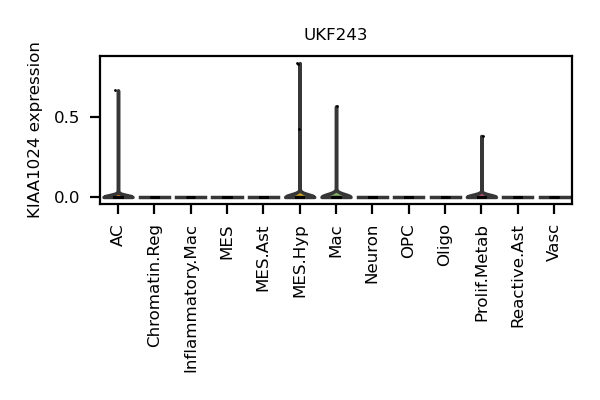 UKF243
KIAA1024 expression
0.5
0.0
AC
Chromatin.Reg
Inflammatory.Mac
MES
MES.Ast
MES.Hyp
Mac
Neuron
OPC
Oligo
Prolif.Metab
Reactive.Ast
Vasc